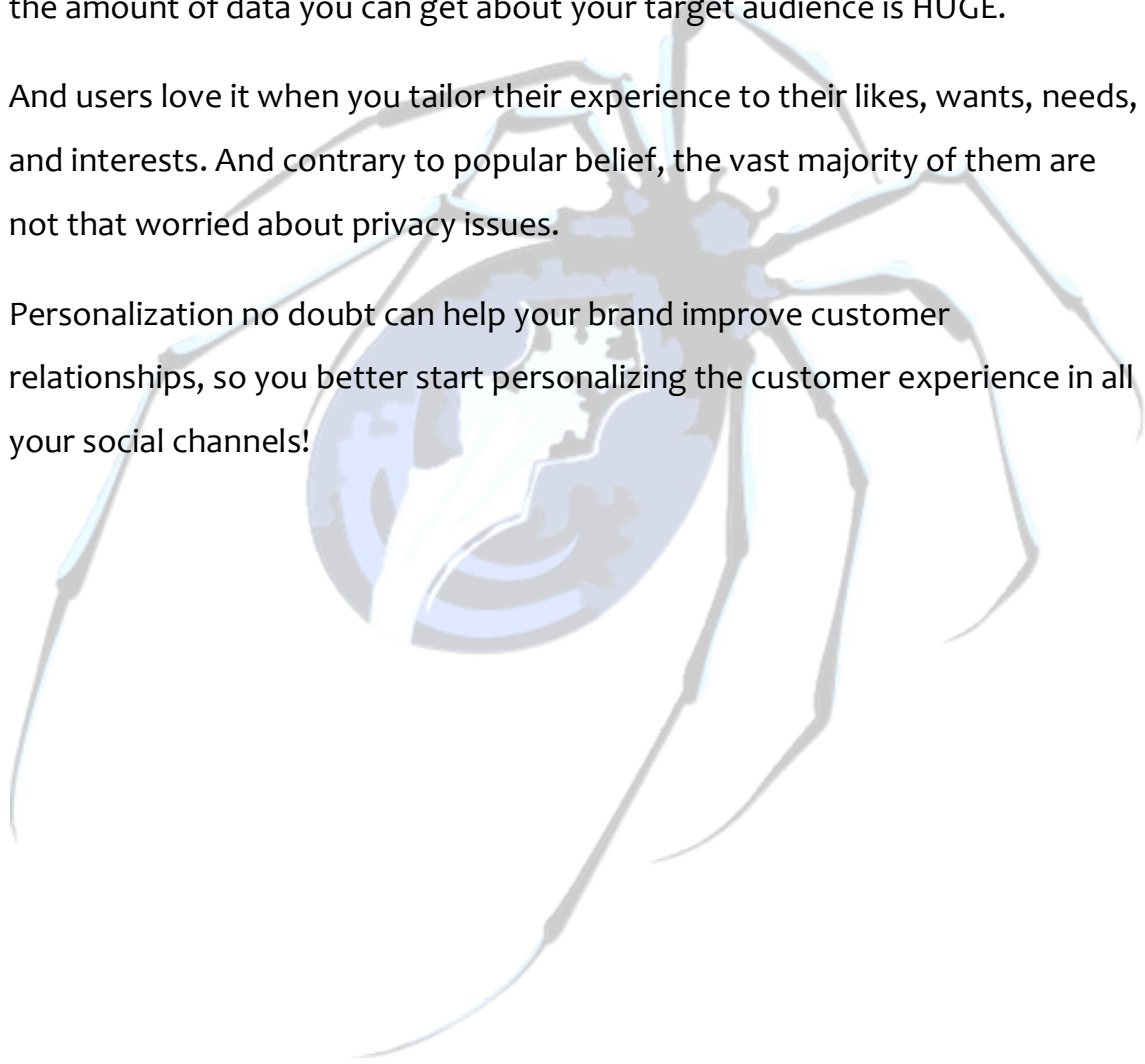 the amount of data you can get about your target audience is HUGE.
And users love it when you tailor their experience to their likes, wants, needs,
and interests. And contrary to popular belief, the vast majority of them are
not that worried about privacy issues.
Personalization no doubt can help your brand improve customer
relationships, so you better start personalizing the customer experience in all
your social channels!